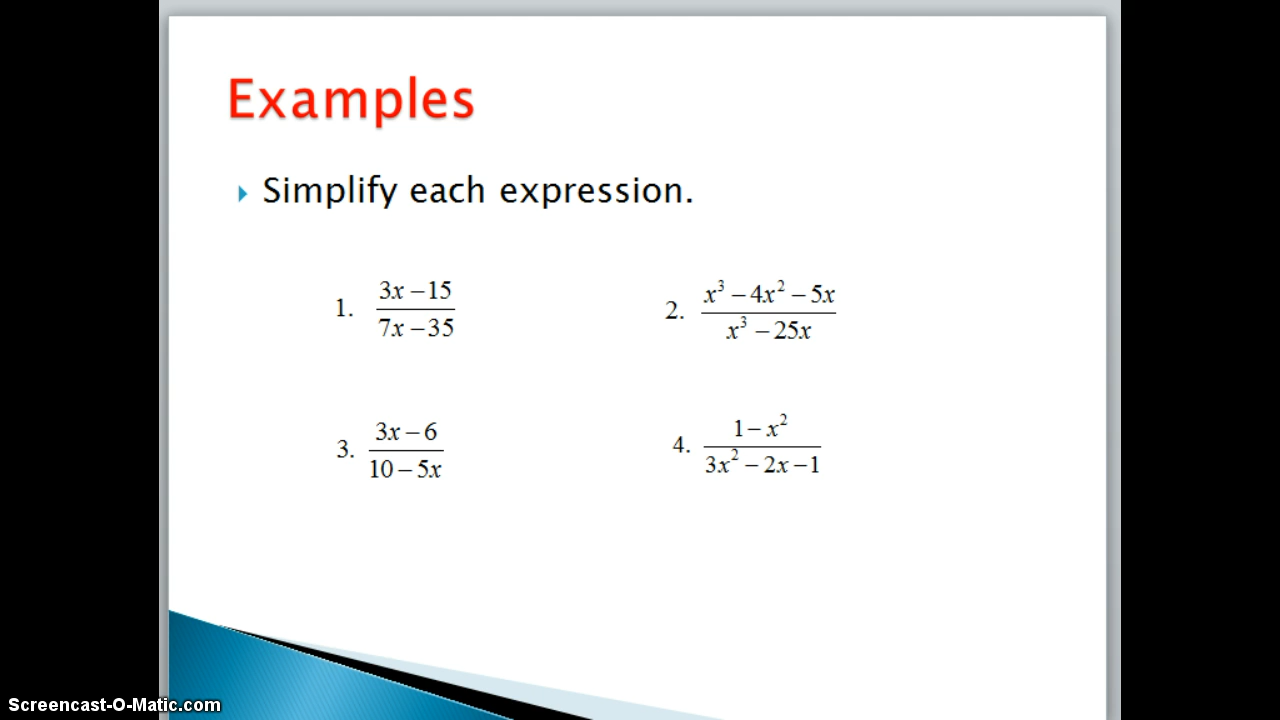 Examples
Simplify each expression.
1. (3x − 15)/(7x − 35)
2. (x³ − 4x² − 5x)/(x³ − 25x)
3. (3x − 6)/(10 − 5x)
4. (1 − x²)/(3x² − 2x − 1)
Screencast-O-Matic.com